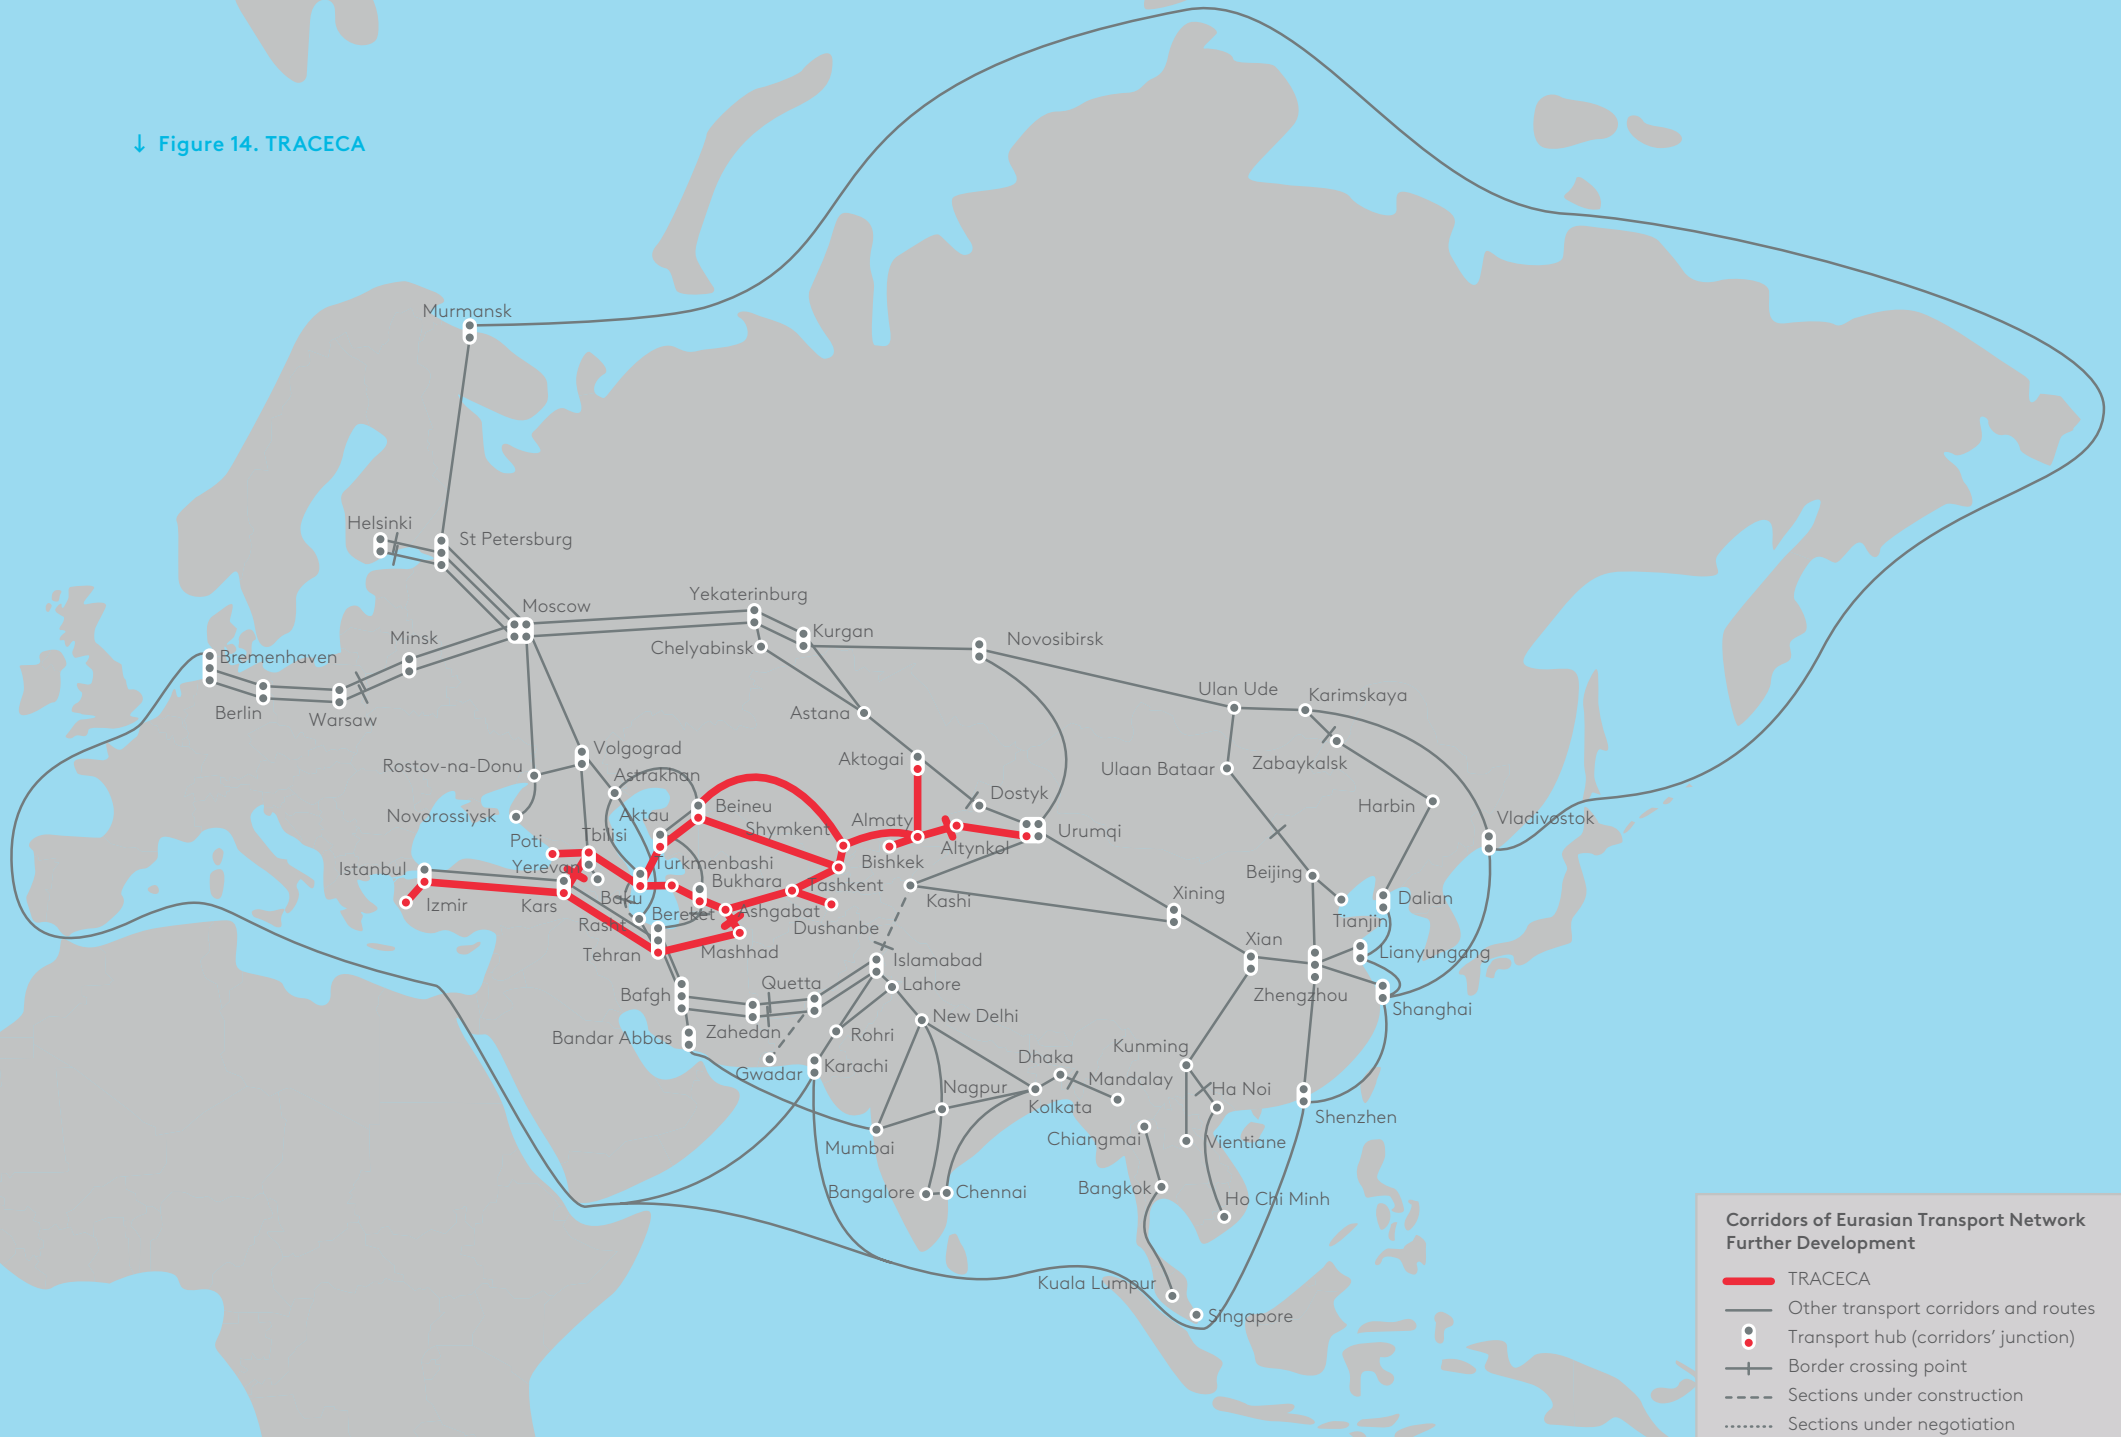 ↓ Figure 14. TRACECA
Murmansk
Helsinki
St Petersburg
Moscow
Yekaterinburg
Minsk
Kurgan
Novosibirsk
Bremenhaven
Chelyabinsk
Berlin
Warsaw
Astana
Ulan Ude
Karimskaya
Volgograd
Rostov-na-Donu
Astrakhan
Aktogai
Ulaan Bataar
Zabaykalsk
Dostyk
Harbin
Novorossiysk
Aktau
Beineu
Vladivostok
Poti
Tbilisi
Shymkent
Almaty
Urumqi
Istanbul
Yerevan
Turkmenbashi
Bishkek
Altynkol
Izmir
Kars
Baku
Bukhara
Tashkent
Kashi
Xining
Beijing
Dalian
Rasht
Bereket
Ashgabat
Dushanbe
Tianjin
Tehran
Mashhad
Islamabad
Xian
Lianyungang
Bafgh
Quetta
Lahore
Zhengzhou
Shanghai
Bandar Abbas
Zahedan
Rohri
New Delhi
Gwadar
Karachi
Dhaka
Kunming
Nagpur
Mandalay
Ha Noi
Kolkata
Shenzhen
Mumbai
Chiangmai
Vientiane
Bangalore
Chennai
Bangkok
Ho Chi Minh
Kuala Lumpur
Singapore
Corridors of Eurasian Transport Network
Further Development
TRACECA
Other transport corridors and routes
Transport hub (corridors’ junction)
Border crossing point
Sections under construction
Sections under negotiation